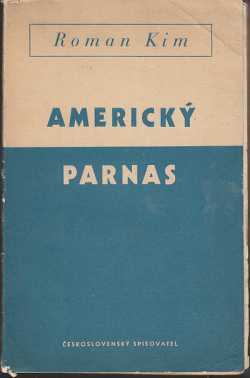 Roman Kim
AMERICKÝ
PARNAS
ČESKOSLOVENSKÝ SPISOVATEL